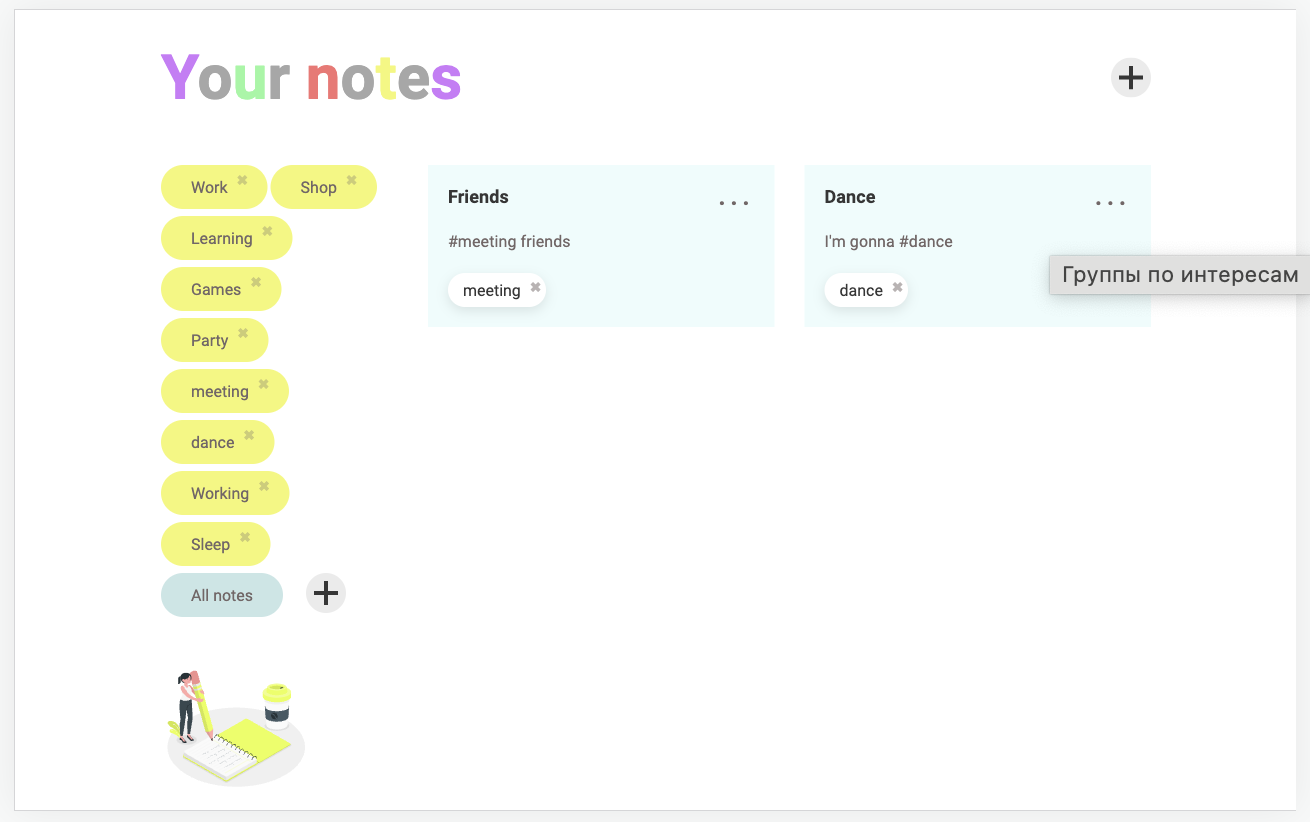 Your notes
Work Shop
Learning
Games
Party
meeting
dance
Working
Sleep
All notes
Friends
#meeting friends
meeting
Dance
I'm gonna #dance
dance
Группы по интересам